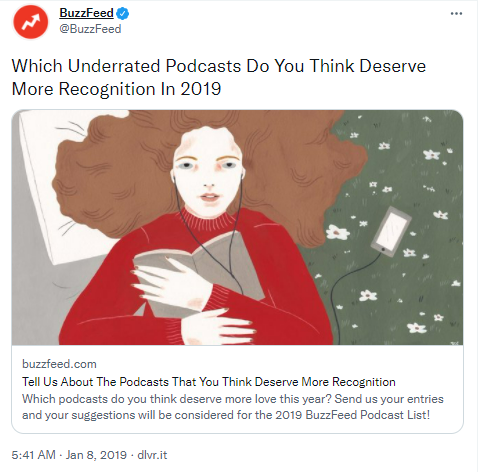 BuzzFeed
@BuzzFeed
Which Underrated Podcasts Do You Think Deserve
More Recognition In 2019
buzzfeed.com
Tell Us About The Podcasts That You Think Deserve More Recognition
Which podcasts do you think deserve more love this year? Send us your entries
and your suggestions will be considered for the 2019 BuzzFeed Podcast List!
5:41 AM · Jan 8, 2019 · dlvr.it